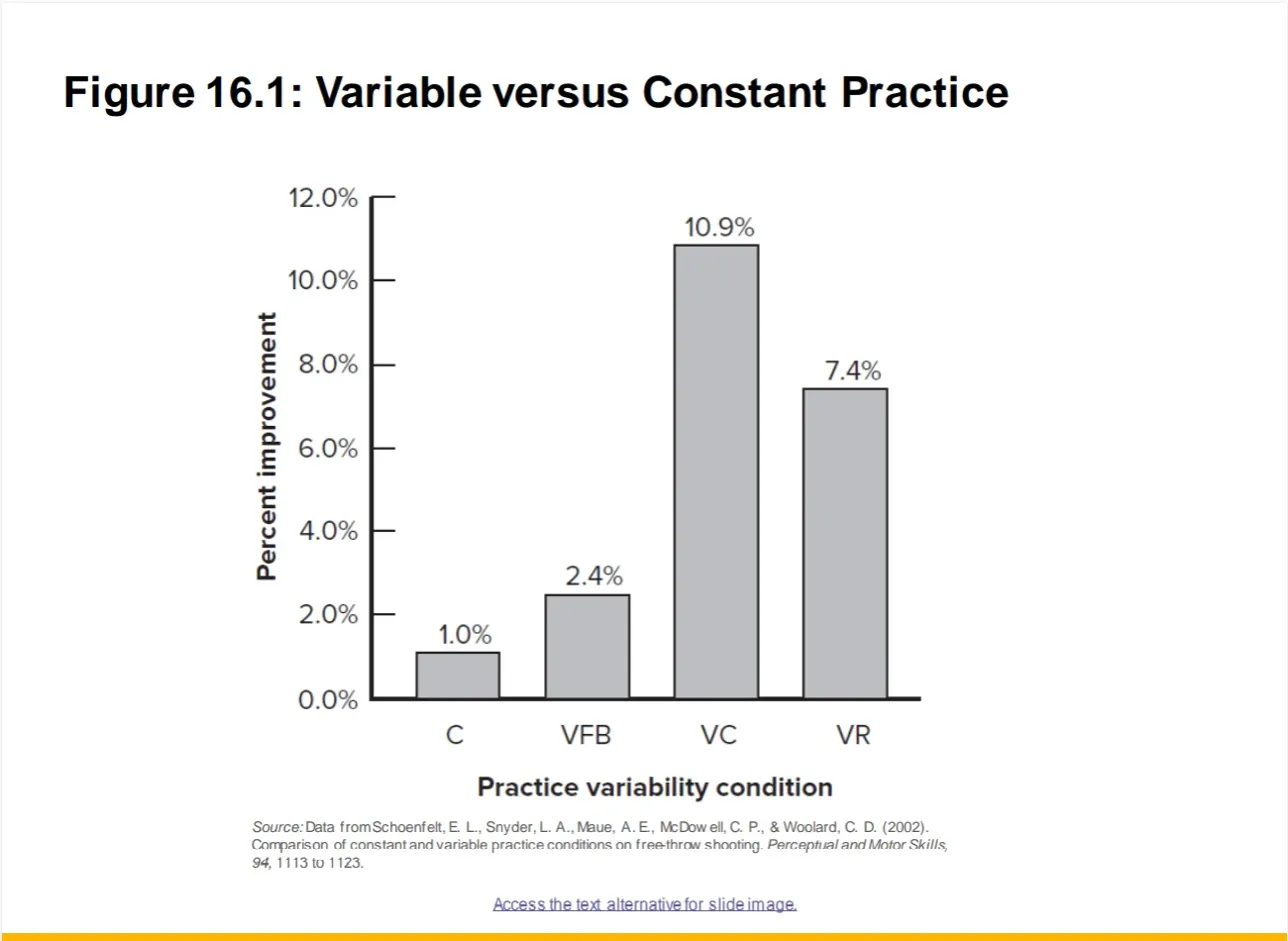 Figure 16.1: Variable versus Constant Practice
12.0%
10.9%
10.0%
8.0%
7.4%
6.0%
4.0%
2.4%
2.0%
1.0%
0.0%
Percent improvement
C VFB VC VR
Practice variability condition
Source: Data from Schoenfelt, E. L., Snyder, L. A., Maue, A. E., McDowell, C. P., & Woolard, C. D. (2002).
Comparison of constant and variable practice conditions on free-throw shooting. Perceptual and Motor Skills,
94, 1113 to 1123.
Access the text alternative for slide image.